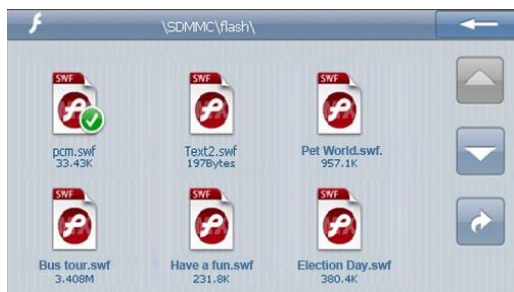 \SDMMC\flash\
SWF SWF SWF
pcm.swf Text2.swf Pet World.swf.
33.43K 197Bytes 957.1K
SWF SWF SWF
Bus tour.swf Have a fun.swf Election Day.swf
3.408M 231.8K 380.4K